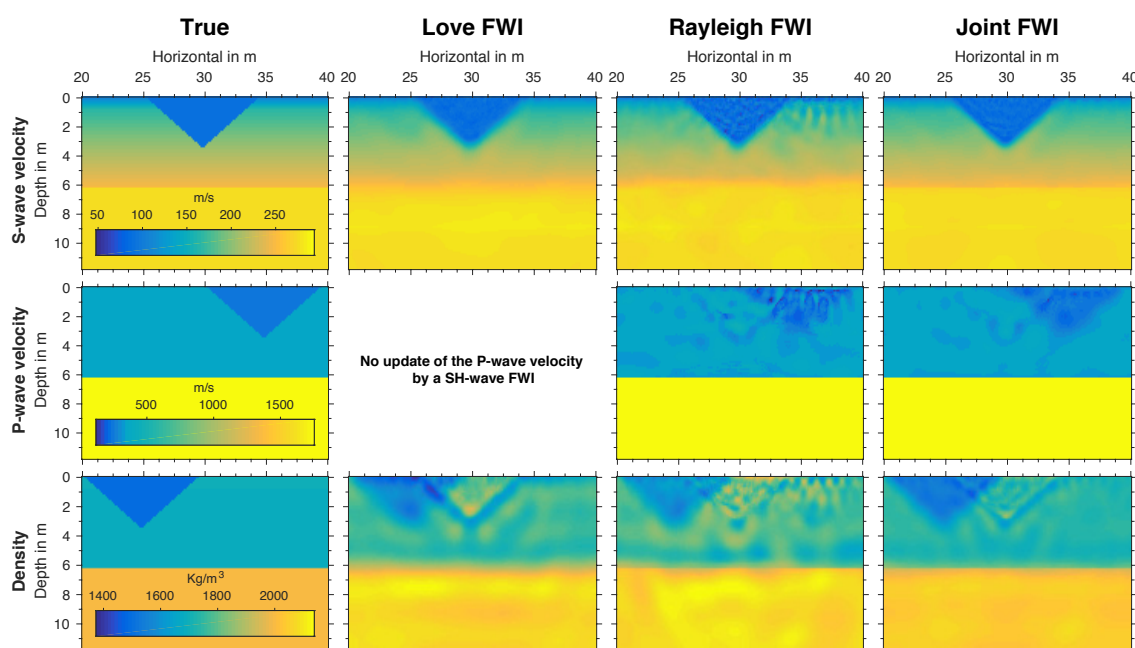 True Love FWI Rayleigh FWI Joint FWI
Horizontal in m Horizontal in m Horizontal in m Horizontal in m
20 25 30 35 40 20 25 30 35 40 20 25 30 35 40 20 25 30 35 40
S-wave velocity
Depth in m
0
2
4
6
8
10
m/s
50 100 150 200 250
P-wave velocity
Depth in m
0
2
4
6
8
10
m/s
500 1000 1500
No update of the P-wave velocity
by a SH-wave FWI
Density
Depth in m
0
2
4
6
8
10
Kg/m³
1400 1600 1800 2000